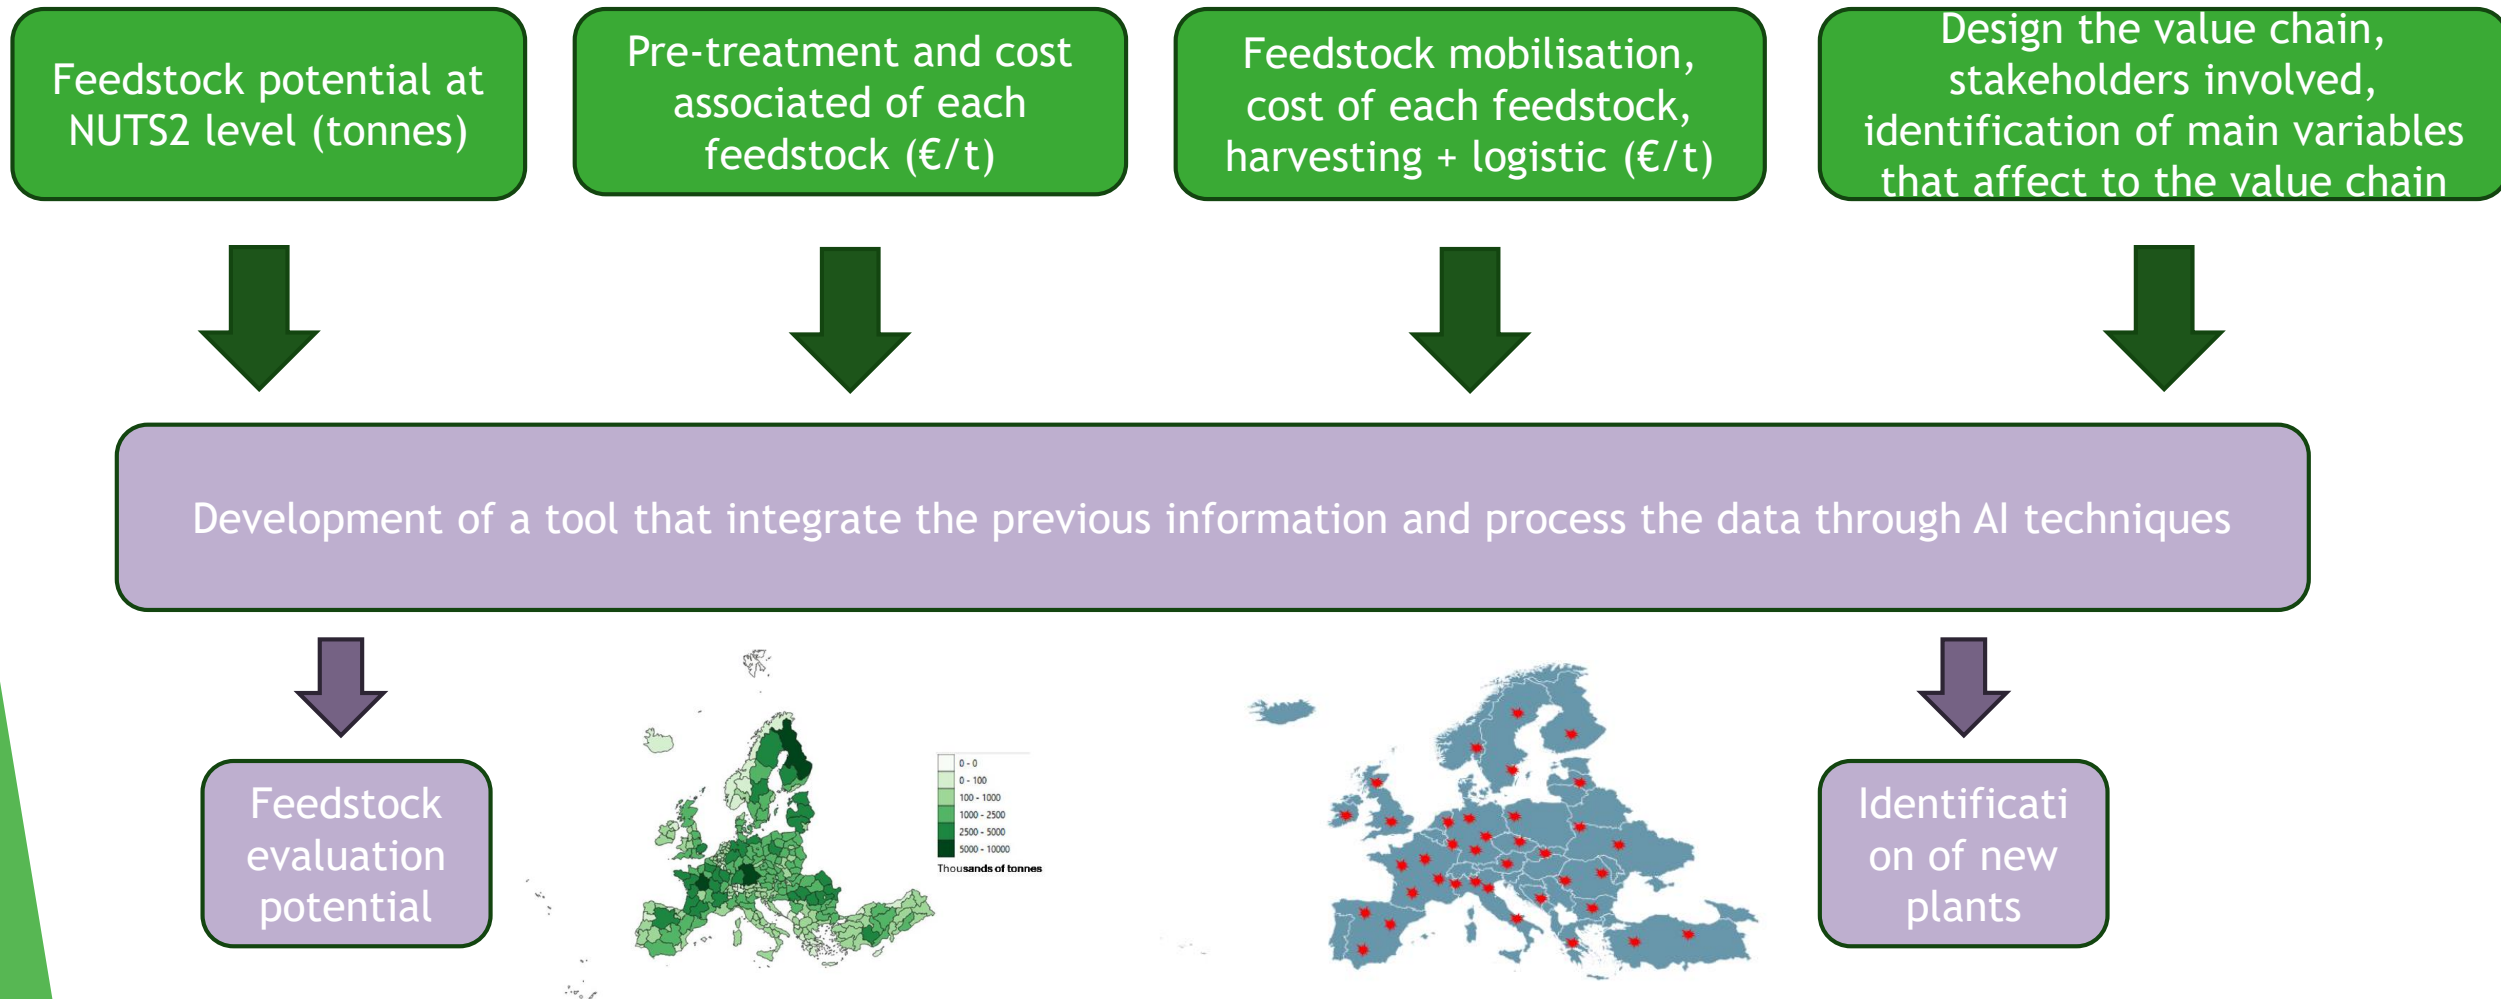 Feedstock potential at
NUTS2 level (tonnes)
Pre-treatment and cost
associated of each
feedstock (€/t)
Feedstock mobilisation,
cost of each feedstock,
harvesting + logistic (€/t)
Design the value chain,
stakeholders involved,
identification of main variables
that affect to the value chain
Development of a tool that integrate the previous information and process the data through AI techniques
Feedstock
evaluation
potential
0 - 0
0 - 100
100 - 1000
1000 - 2500
2500 - 5000
5000 - 10000
Thousands of tonnes
Identificati
on of new
plants